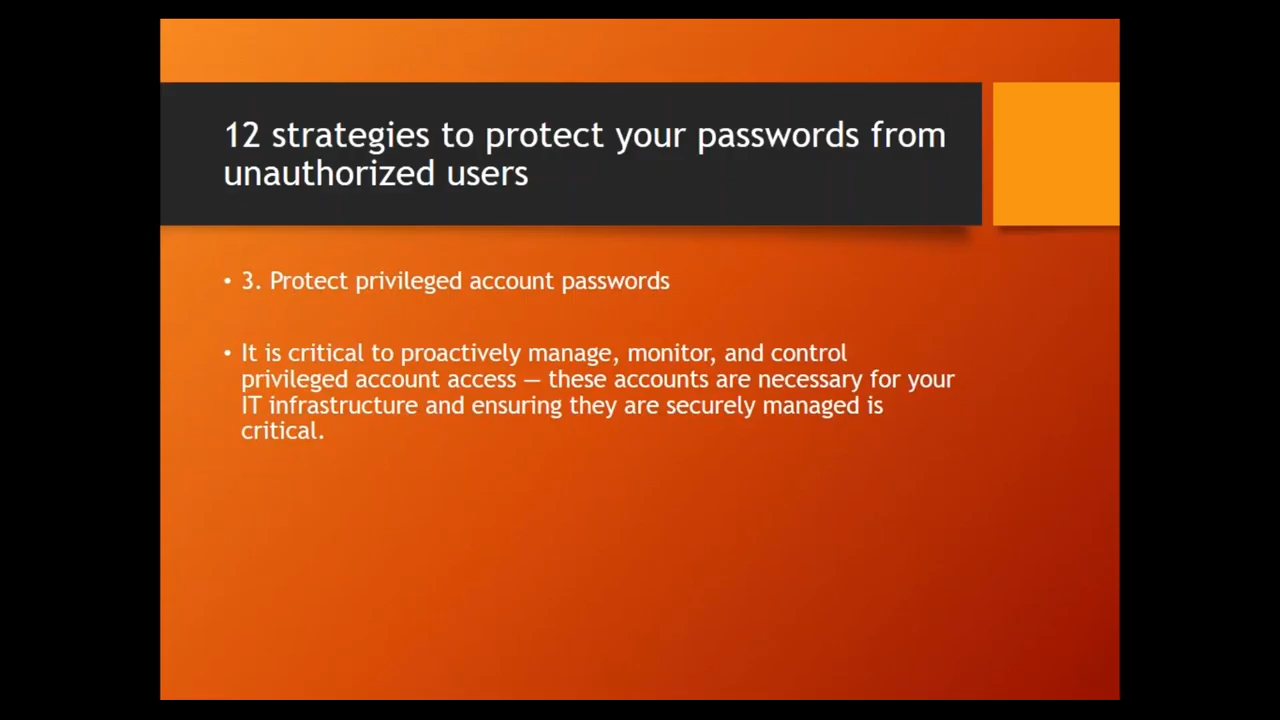 12 strategies to protect your passwords from
unauthorized users
• 3. Protect privileged account passwords
• It is critical to proactively manage, monitor, and control
privileged account access — these accounts are necessary for your
IT infrastructure and ensuring they are securely managed is
critical.